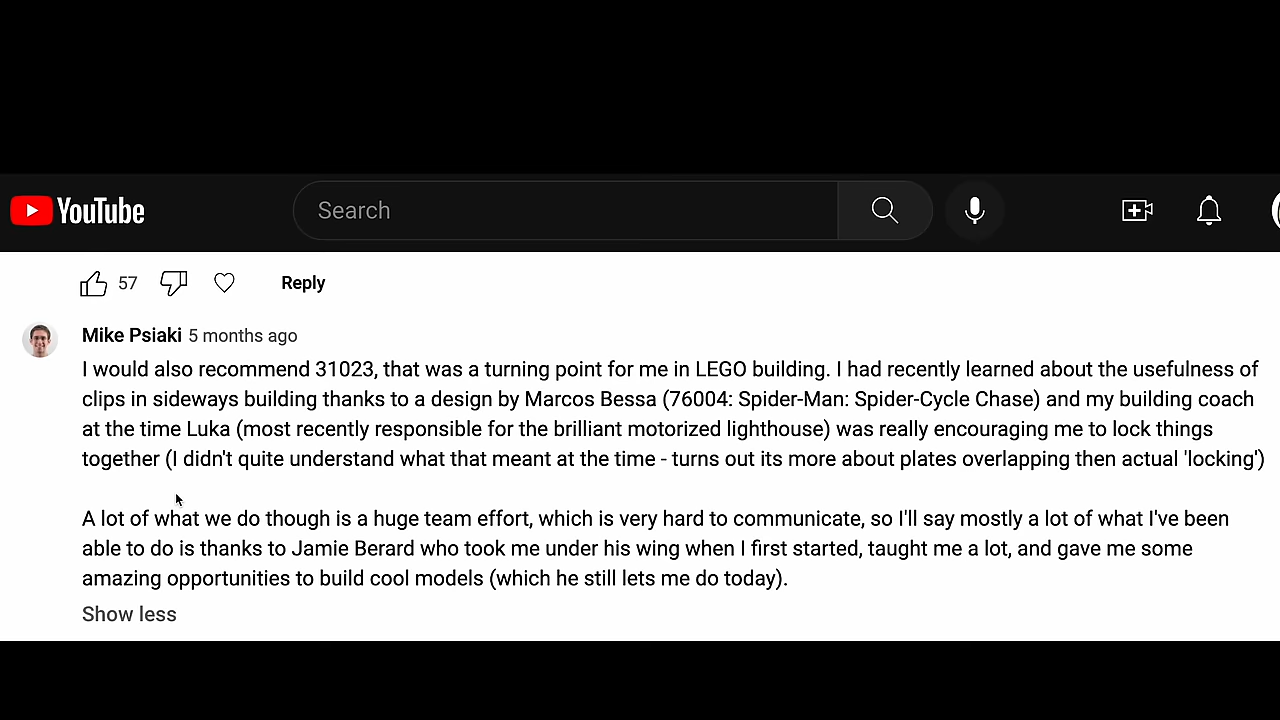 YouTube
Search
57
Reply
Mike Psiaki 5 months ago
I would also recommend 31023, that was a turning point for me in LEGO building. I had recently learned about the usefulness of
clips in sideways building thanks to a design by Marcos Bessa (76004: Spider-Man: Spider-Cycle Chase) and my building coach
at the time Luka (most recently responsible for the brilliant motorized lighthouse) was really encouraging me to lock things
together (I didn't quite understand what that meant at the time - turns out its more about plates overlapping then actual 'locking')
A lot of what we do though is a huge team effort, which is very hard to communicate, so I'll say mostly a lot of what I've been
able to do is thanks to Jamie Berard who took me under his wing when I first started, taught me a lot, and gave me some
amazing opportunities to build cool models (which he still lets me do today).
Show less